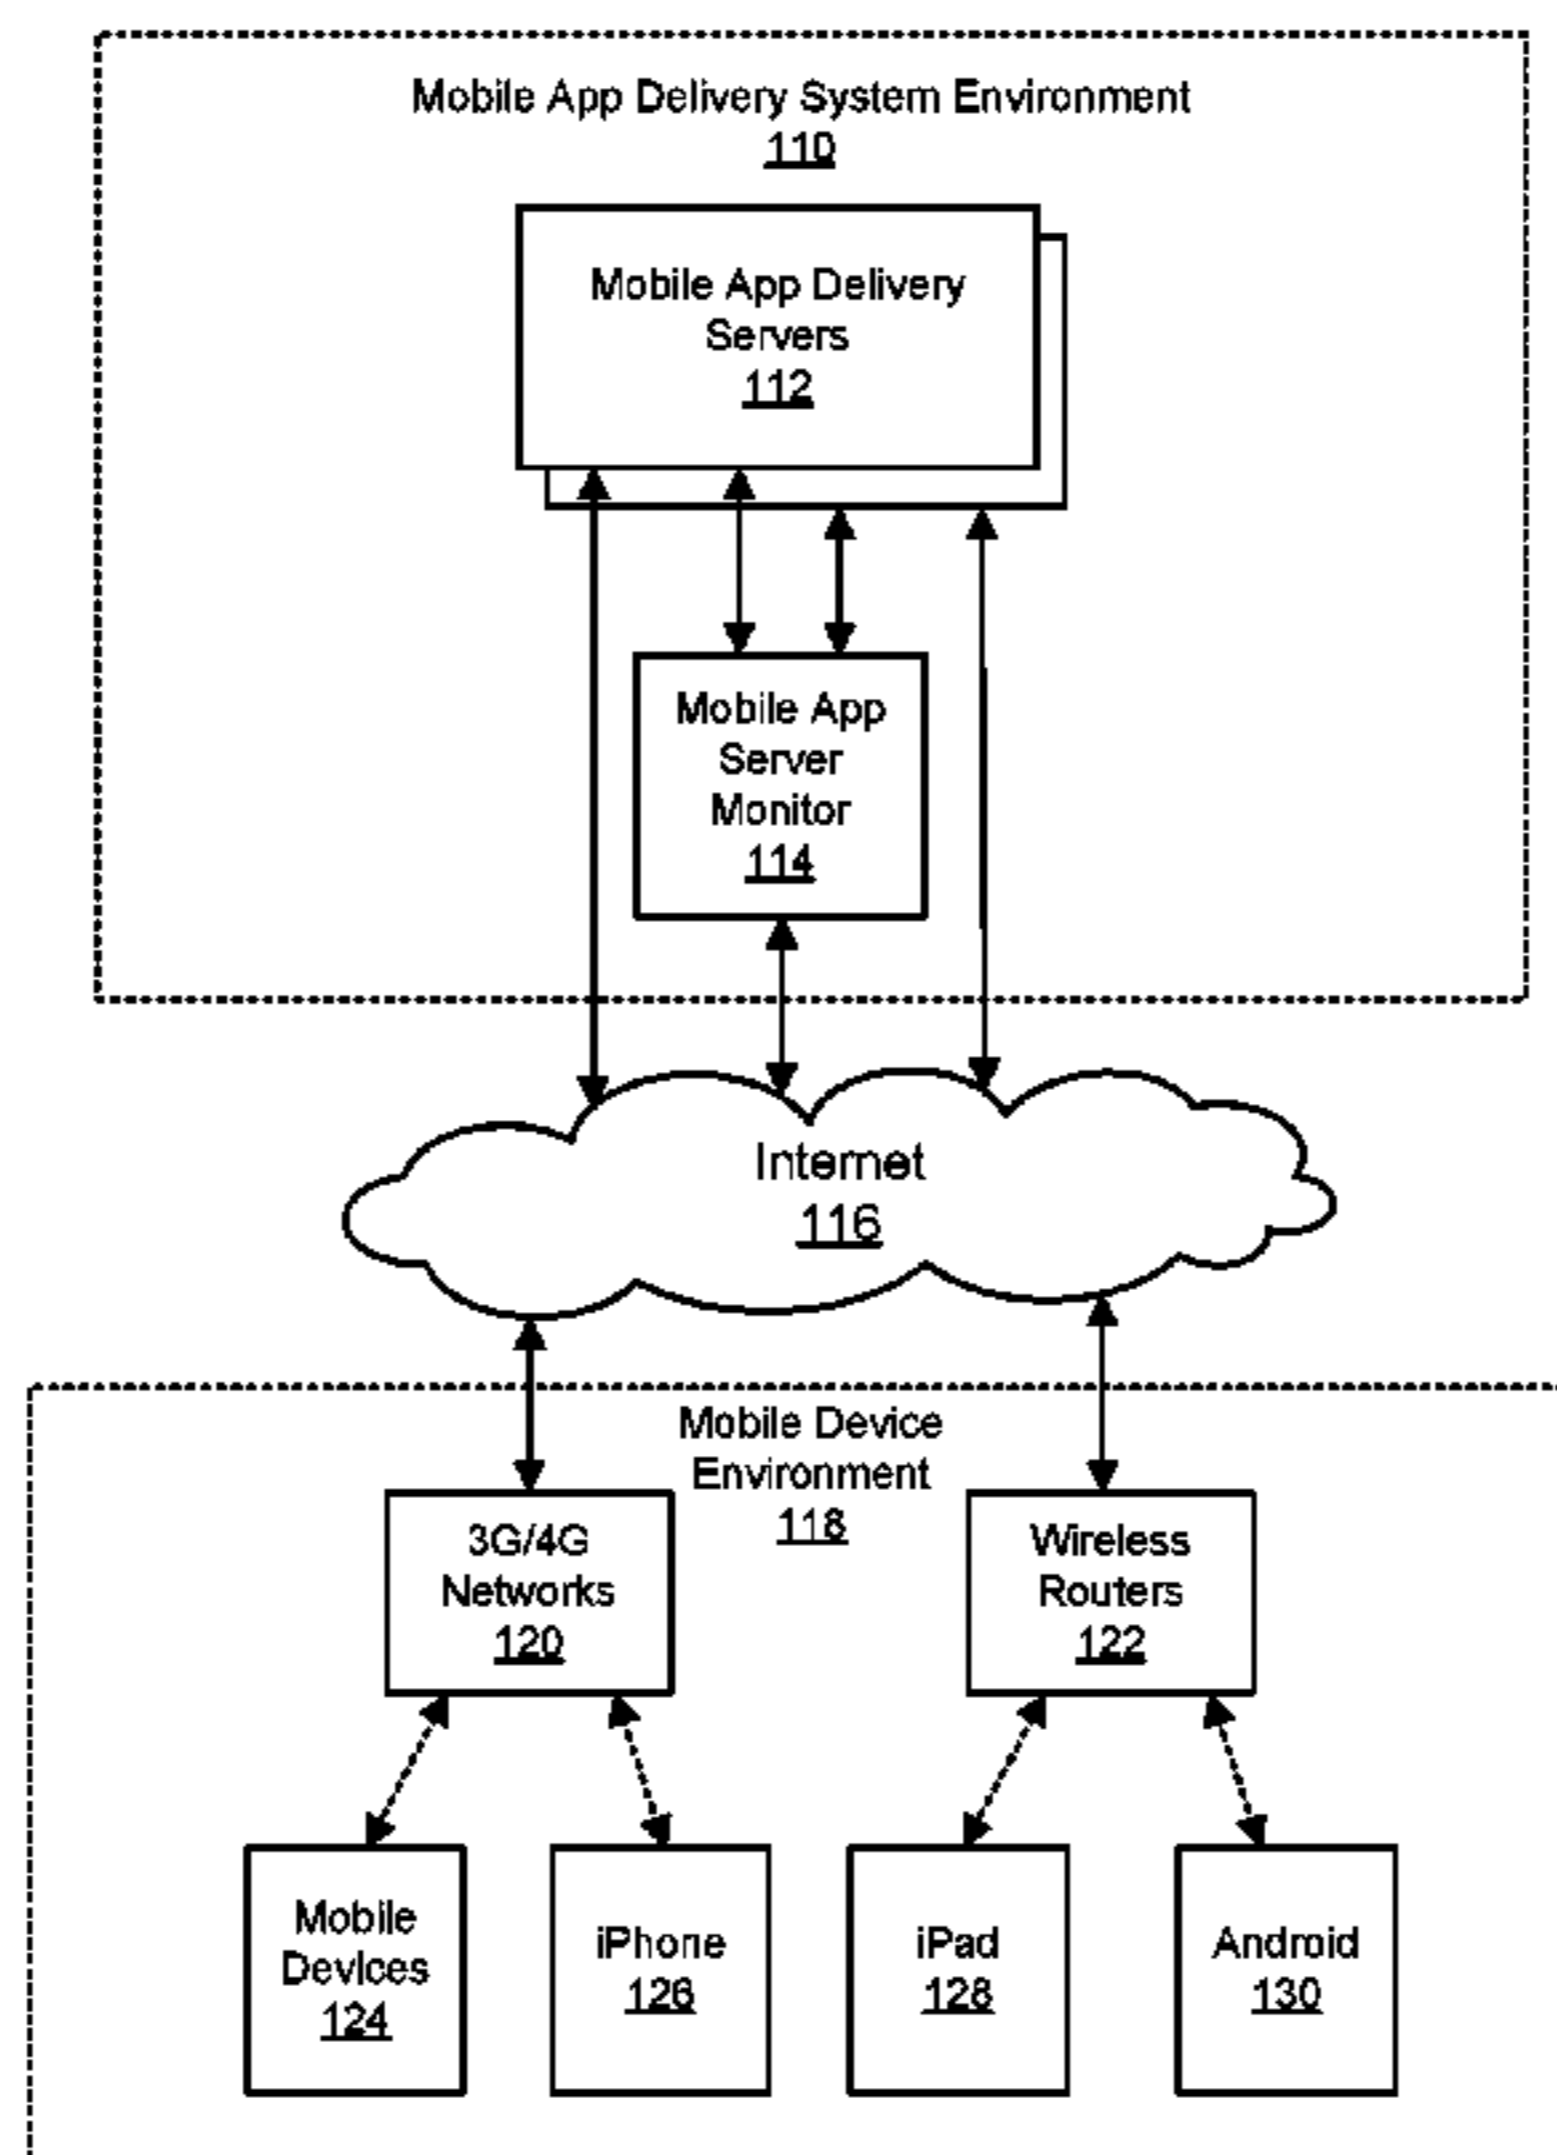 Mobile App Delivery System Environment
110
Mobile App Delivery
Servers
112
Mobile App
Server
Monitor
114
Internet
116
Mobile Device
Environment
118
3G/4G
Networks
120
Wireless
Routers
122
Mobile
Devices
124
iPhone
126
iPad
128
Android
130